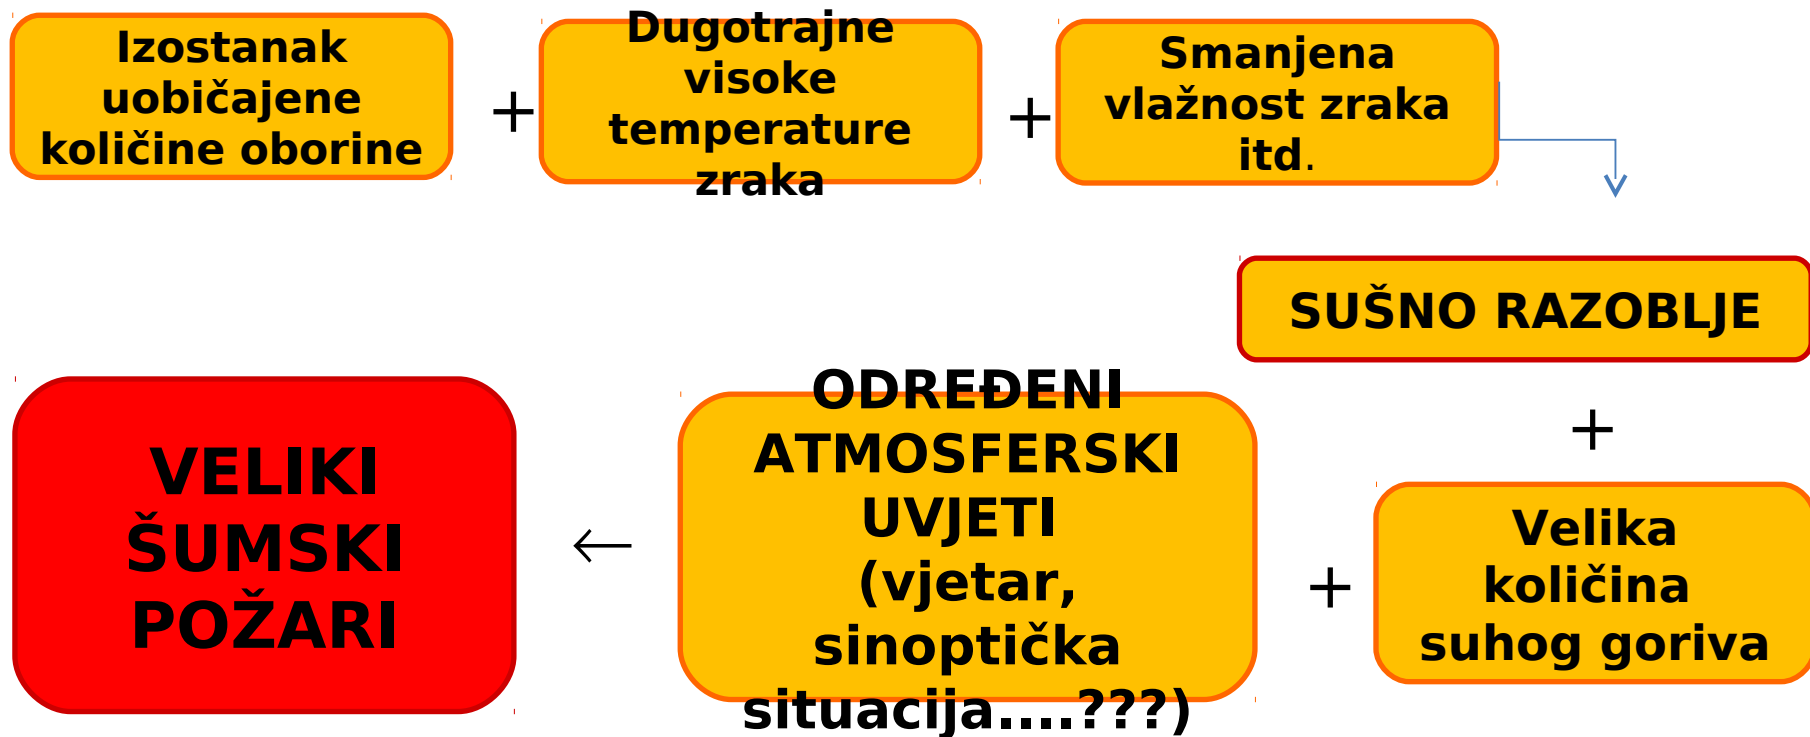 Izostanak
uobičajene
količine oborine
+
Dugotrajne
visoke
temperature
zraka
+
Smanjena
vlažnost zraka
itd.
SUŠNO RAZOBLJE
+
Velika
količina
suhog goriva
+
ODREĐENI
ATMOSFERSKI
UVJETI
(vjetar,
sinoptička
situacija....???)
←
VELIKI
ŠUMSKI
POŽARI